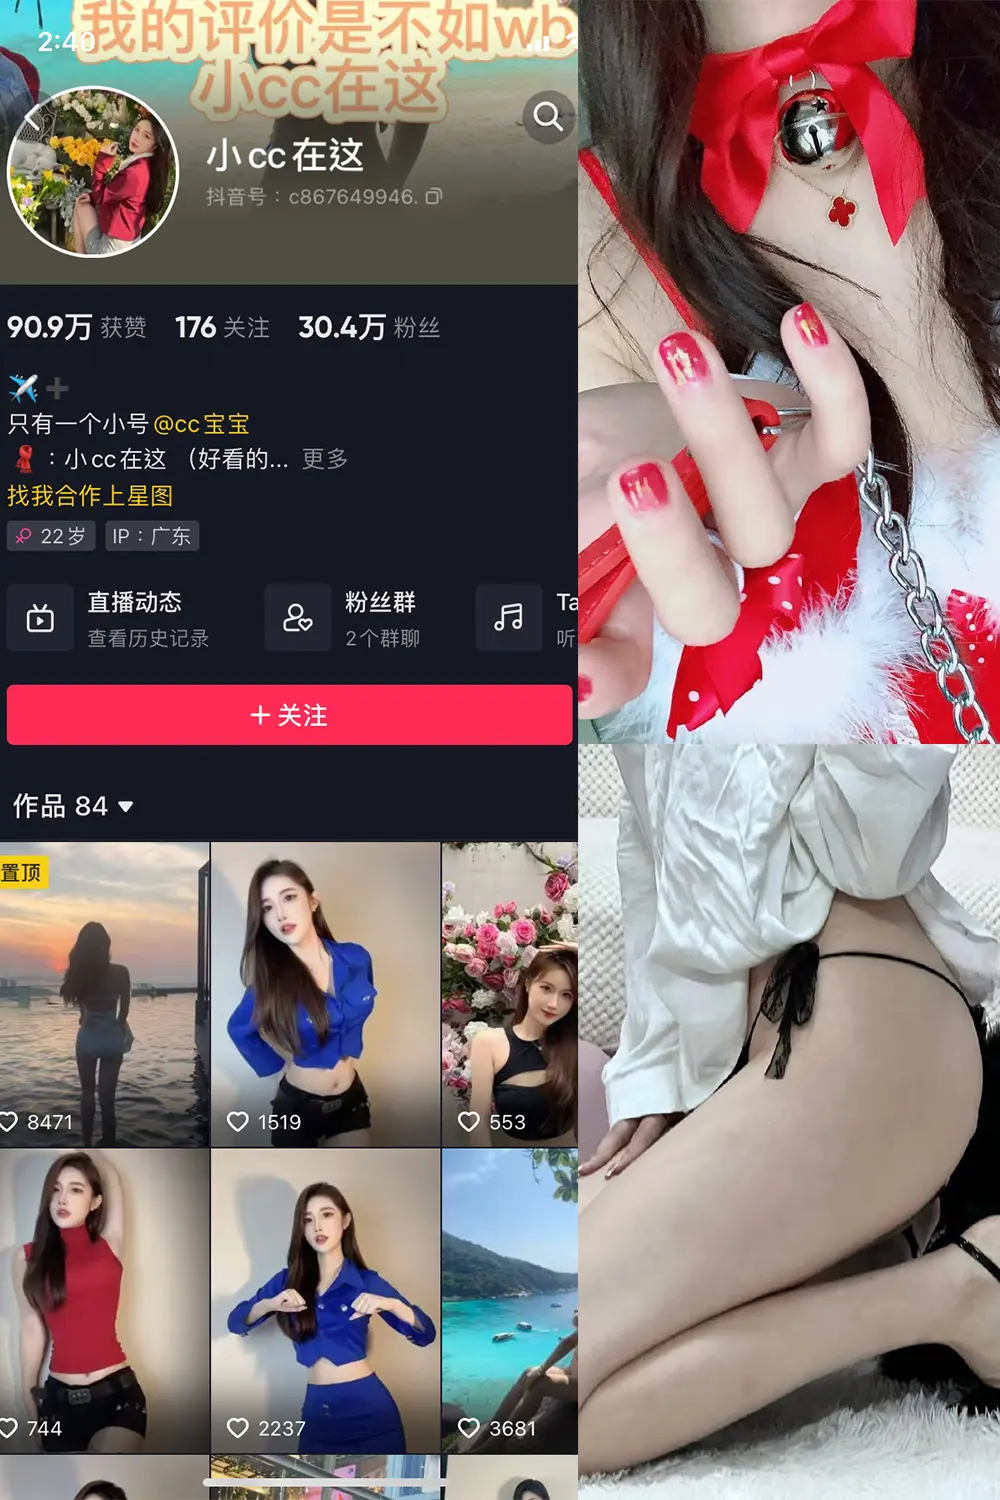 我的评价是不如wb
小cc在这
2:40
小cc在这
抖音号：c867649946.
90.9万 获赞 176 关注 30.4万 粉丝
只有一个小号@cc宝宝
：小cc在这 （好看的... 更多
找我合作上星图
22岁 IP：广东
直播动态 粉丝群
查看历史记录 2个群聊 听
＋关注
作品 84
置顶
8471 1519 553
744 2237 3681